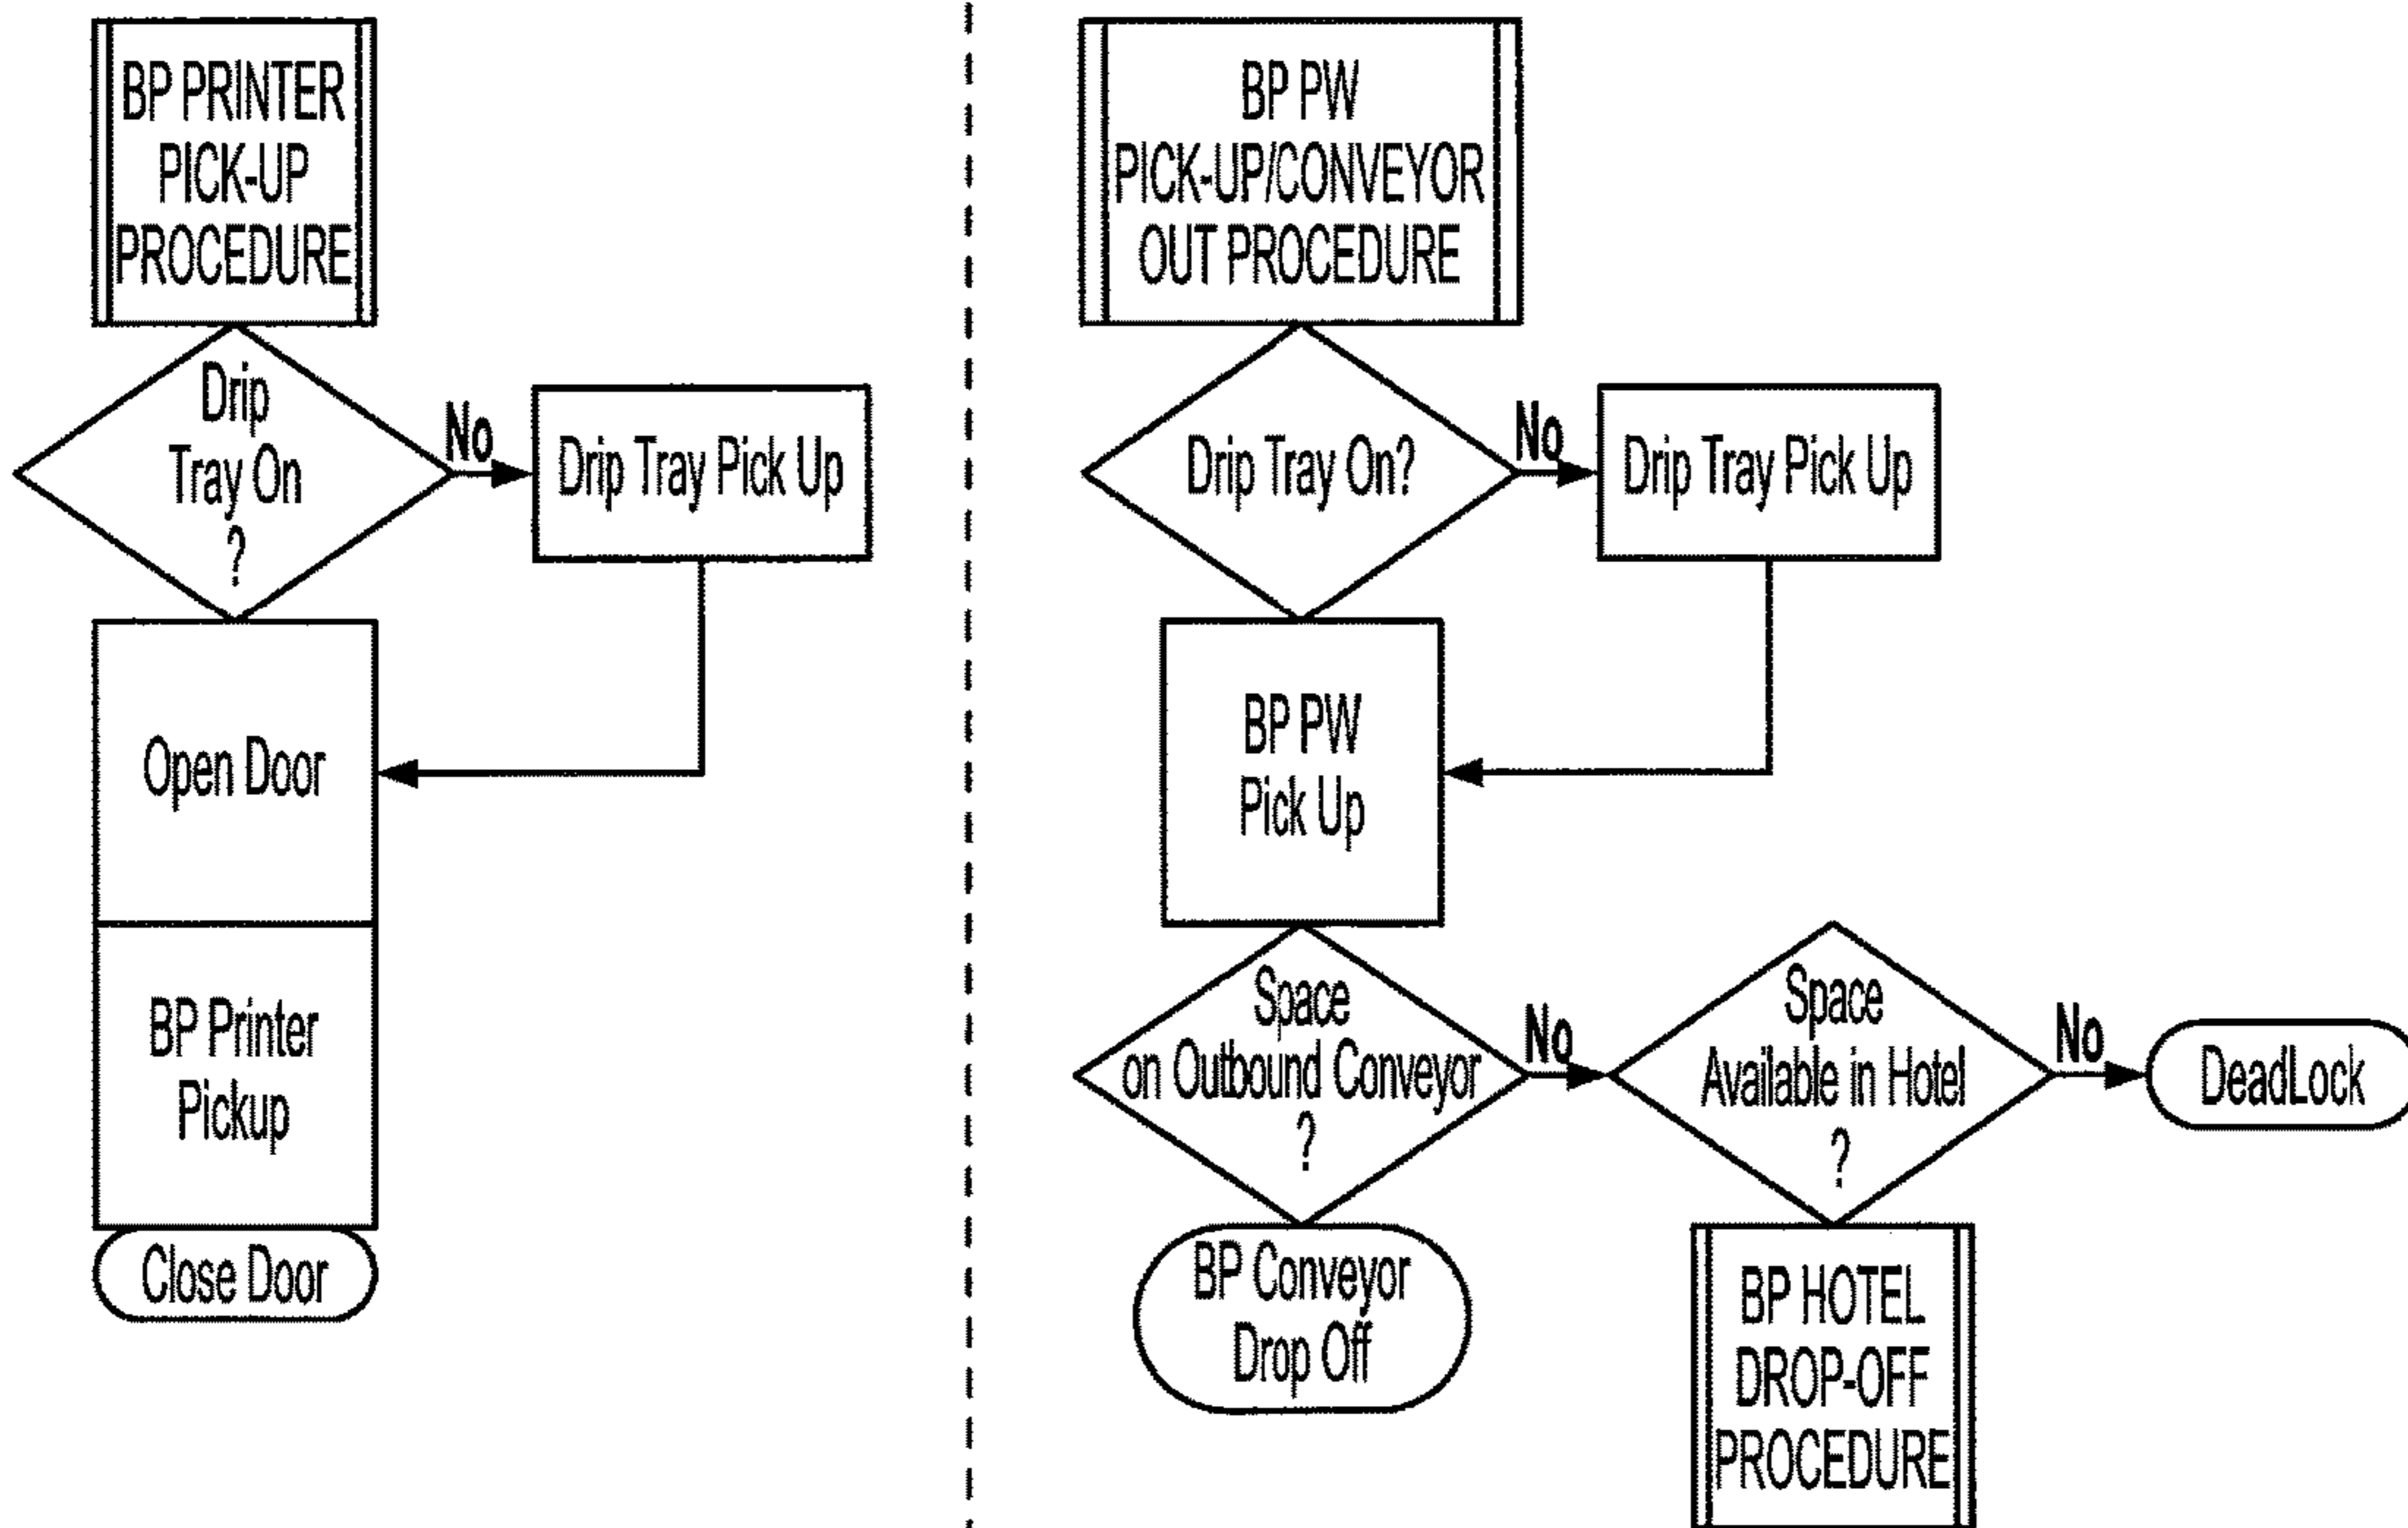 BP PRINTER
PICK-UP
PROCEDURE
Drip
Tray On
?
No
Drip Tray Pick Up
Open Door
BP Printer
Pickup
Close Door
BP PW
PICK-UP/CONVEYOR
OUT PROCEDURE
Drip Tray On?
No
Drip Tray Pick Up
BP PW
Pick Up
Space
on Outbound Conveyor
?
No
Space
Available in Hotel
?
No
DeadLock
BP Conveyor
Drop Off
BP HOTEL
DROP-OFF
PROCEDURE